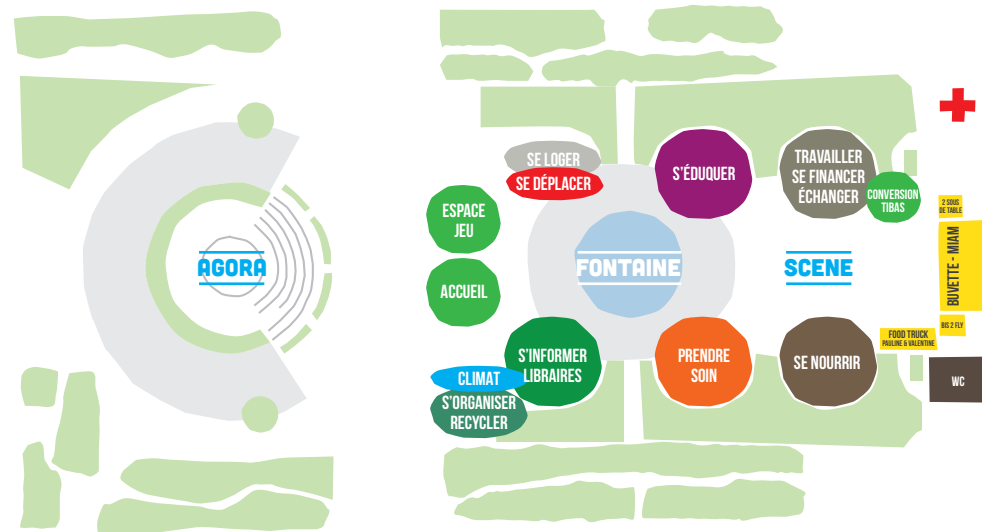 SE LOGER
SE DÉPLACER
S'ÉDUQUER
TRAVAILLER
SE FINANCER
ÉCHANGER
CONVERSION
TIBAS
2 SOUS
DE TABLE
ESPACE
JEU
AGORA
FONTAINE
SCENE
BUVETTE - MIAM
ACCUEIL
BIS 2 FLY
FOOD TRUCK
PAULINE & VALENTINE
S'INFORMER
LIBRAIRES
PRENDRE
SOIN
SE NOURRIR
CLIMAT
WC
S'ORGANISER
RECYCLER